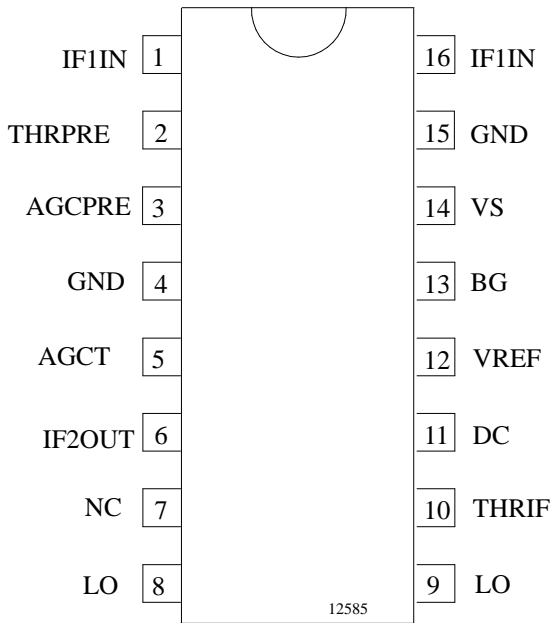 IF1IN 1 16 IF1IN
THRPRE 2 15 GND
AGCPRE 3 14 VS
GND 4 13 BG
AGCT 5 12 VREF
IF2OUT 6 11 DC
NC 7 10 THRIF
LO 8 9 LO
12585